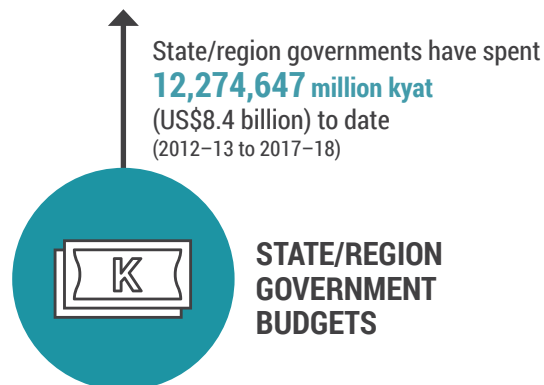 State/region governments have spent
12,274,647 million kyat
(US$8.4 billion) to date
(2012–13 to 2017–18)
K
STATE/REGION
GOVERNMENT
BUDGETS